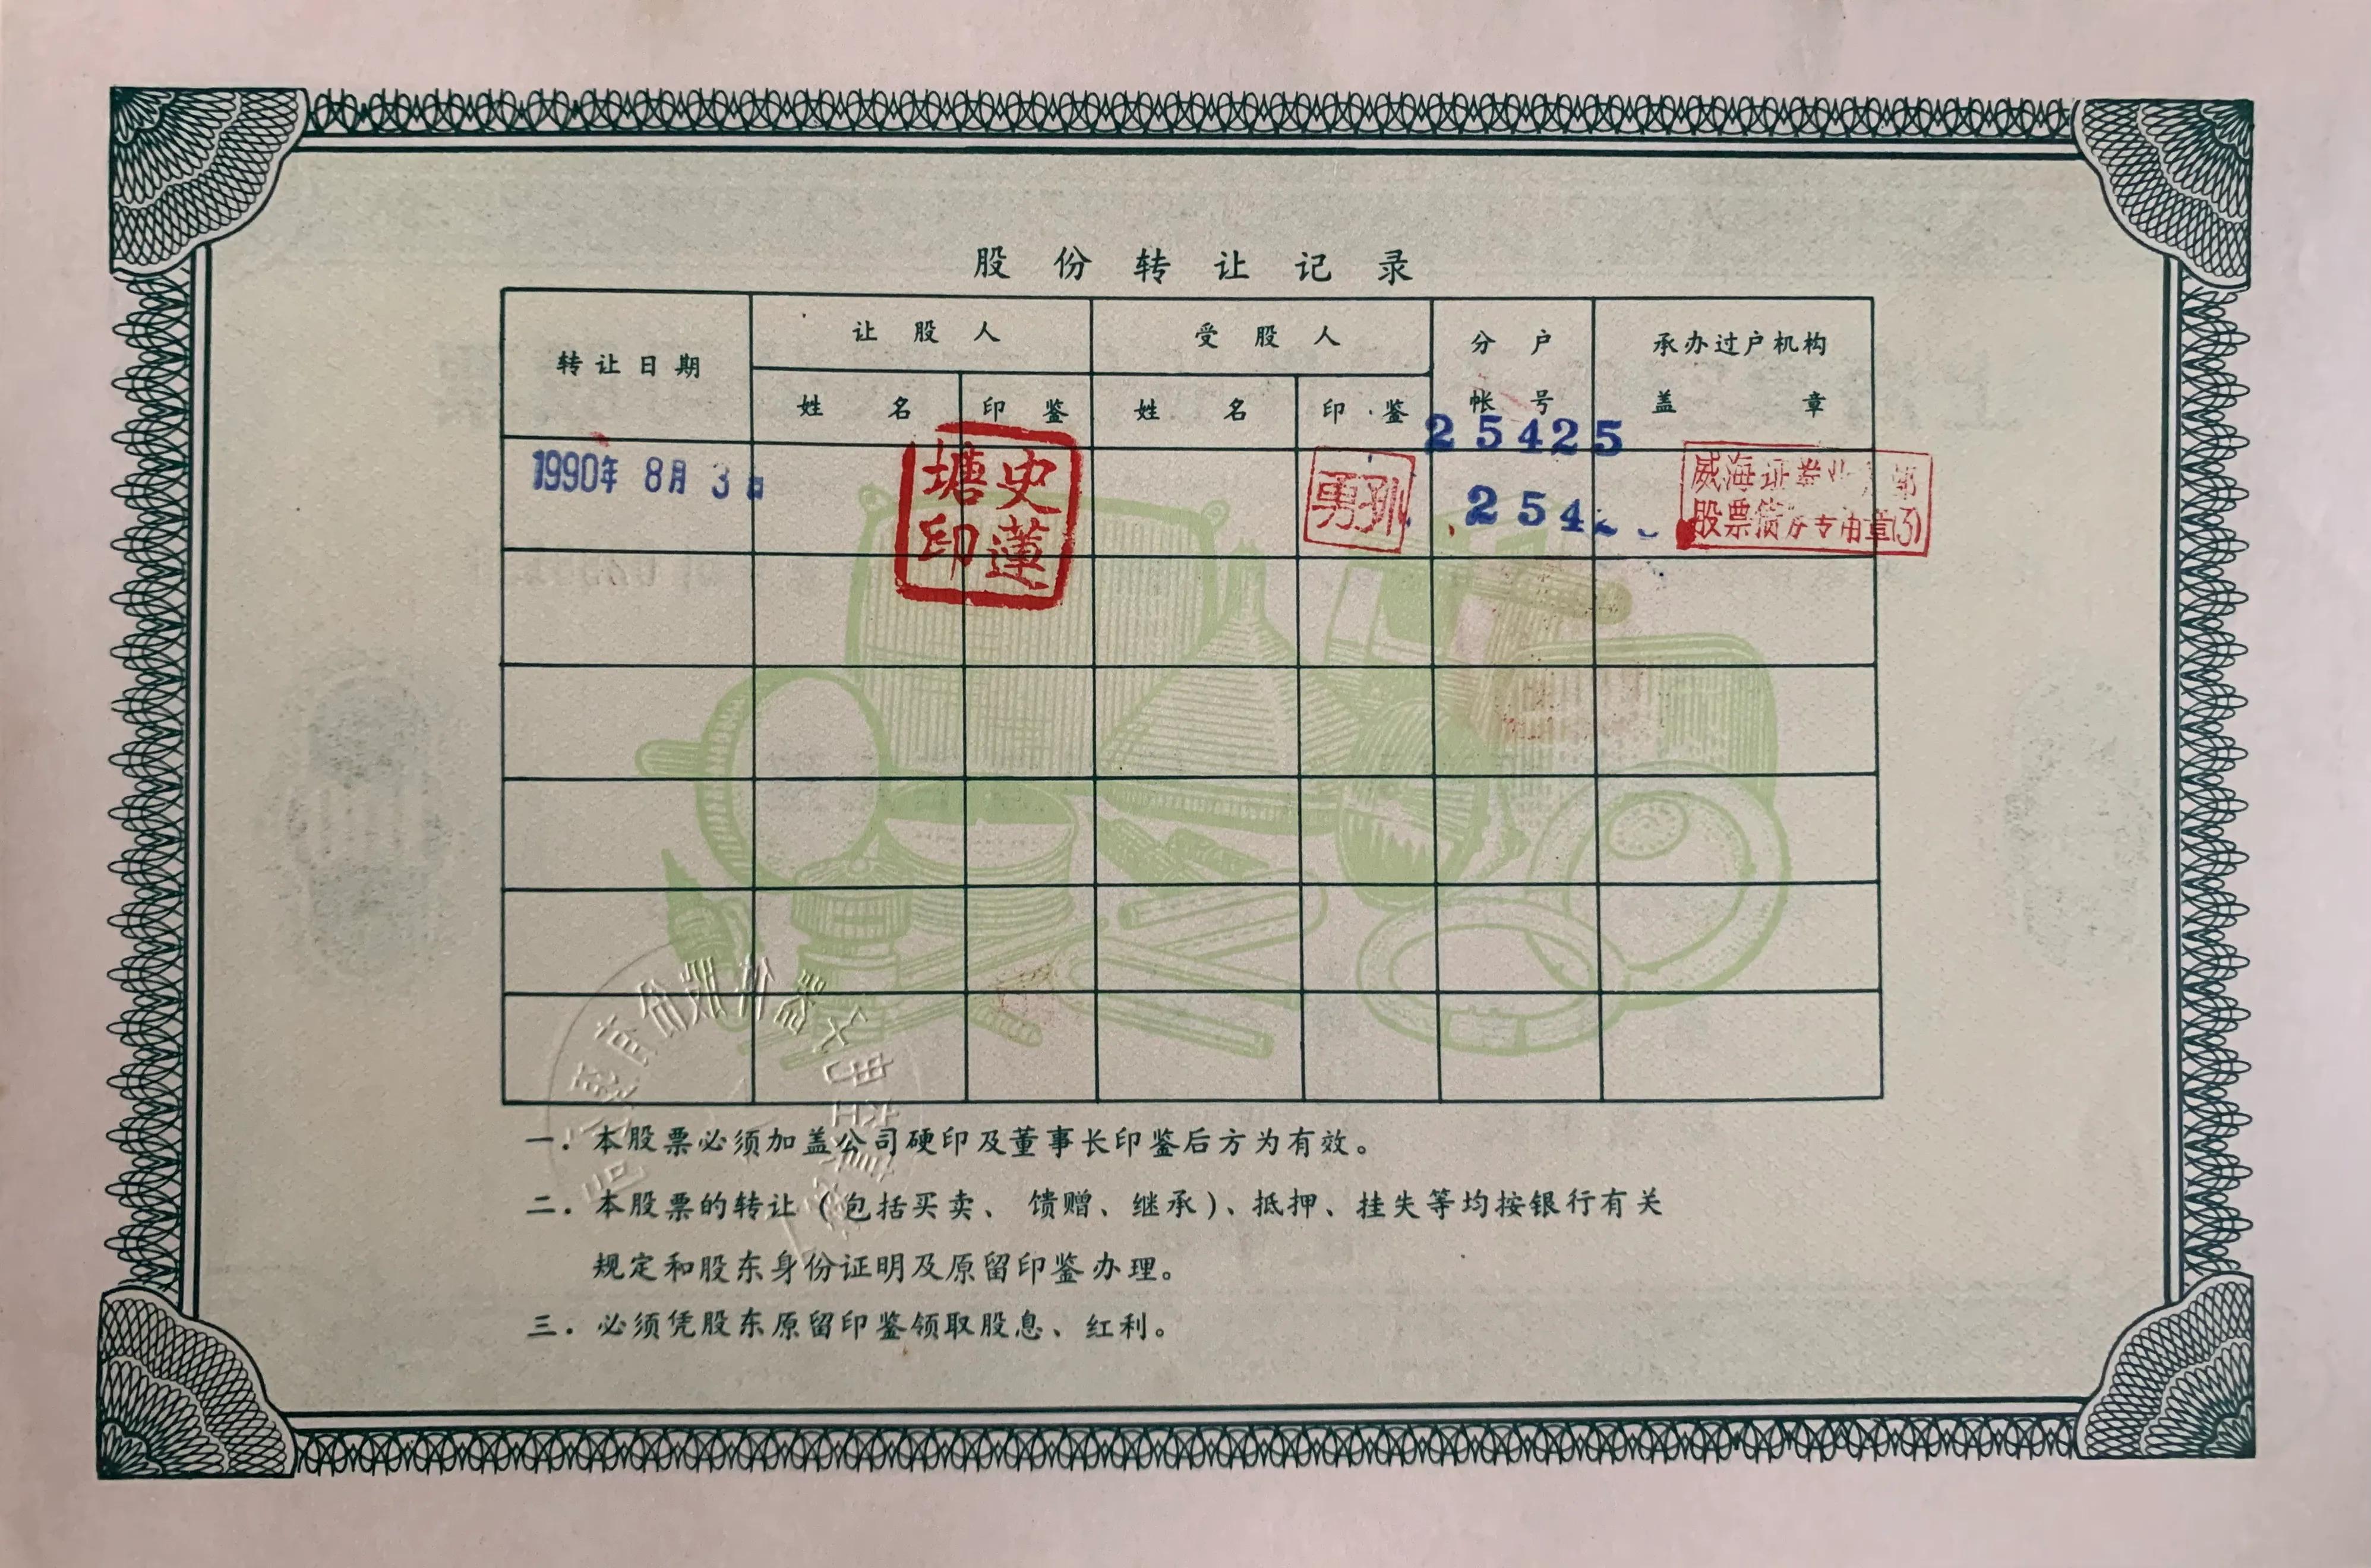 股份转让记录
转让日期 让股人 受股人 分户 承办过户机构
姓名 印鉴 姓名 印鉴 帐号 盖章
25425
1990年 8月 3日 史蓮塘印 孙勇 254
威海证券
股票债券专用章(3)
一．本股票必须加盖公司硬印及董事长印鉴后方为有效。
二．本股票的转让（包括买卖、馈赠、继承）、抵押、挂失等均按银行有关
规定和股东身份证明及原留印鉴办理。
三．必须凭股东原留印鉴领取股息、红利。